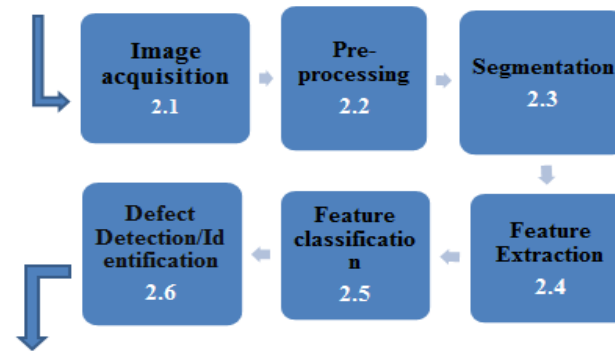 Image
acquisition
2.1
Pre-
processing
2.2
Segmentation
2.3
Feature
Extraction
2.4
Feature
classificatio
n
2.5
Defect
Detection/Id
entification
2.6